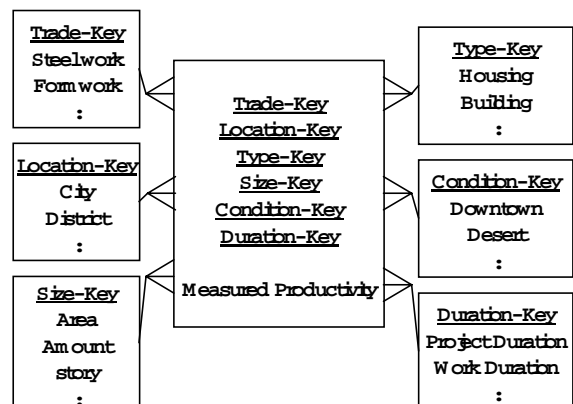 Trade-Key
Steelwork
Formwork
:
Location-Key
City
District
:
Size-Key
Area
Amount
story
:
Trade-Key
Location-Key
Type-Key
Size-Key
Condition-Key
Duration-Key
Measured Productivity
Type-Key
Housing
Building
:
Condition-Key
Downtown
Desert
:
Duration-Key
Project Duration
Work Duration
: